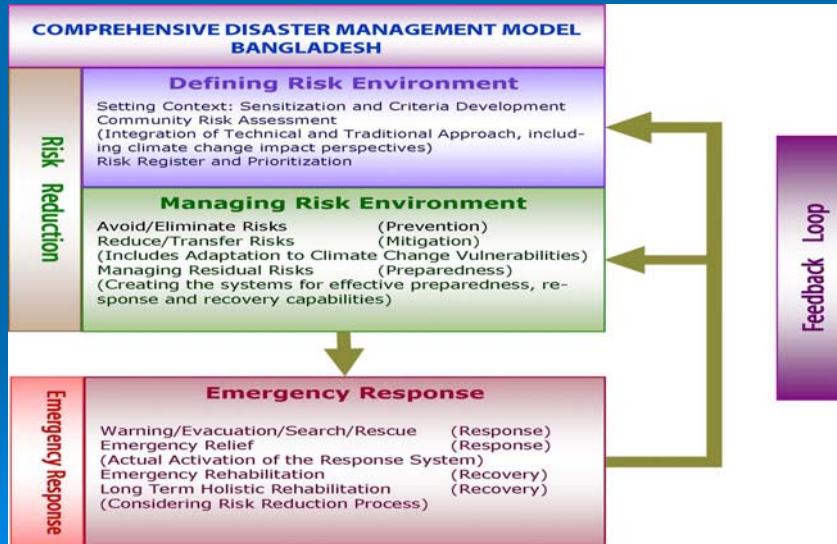 COMPREHENSIVE DISASTER MANAGEMENT MODEL
BANGLADESH
Risk Reduction
Defining Risk Environment
Setting Context: Sensitization and Criteria Development
Community Risk Assessment
(Integration of Technical and Traditional Approach, includ-
ing climate change impact perspectives)
Risk Register and Prioritization
Managing Risk Environment
Avoid/Eliminate Risks (Prevention)
Reduce/Transfer Risks (Mitigation)
(Includes Adaptation to Climate Change Vulnerabilities)
Managing Residual Risks (Preparedness)
(Creating the systems for effective preparedness, re-
sponse and recovery capabilities)
Emergency Response
Emergency Response
Warning/Evacuation/Search/Rescue (Response)
Emergency Relief (Response)
(Actual Activation of the Response System)
Emergency Rehabilitation (Recovery)
Long Term Holistic Rehabilitation (Recovery)
(Considering Risk Reduction Process)
Feedback Loop